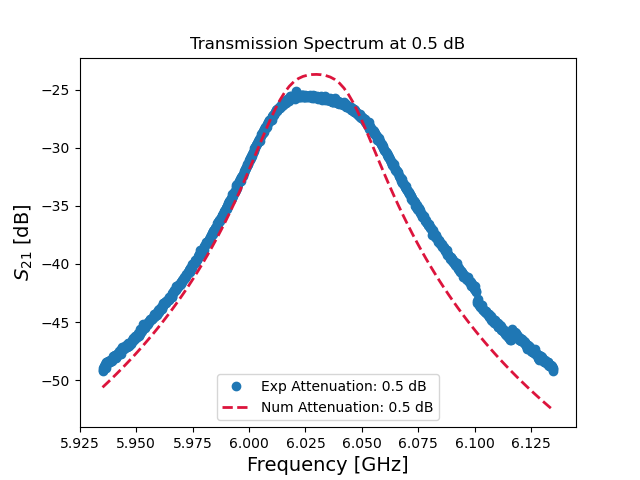 Transmission Spectrum at 0.5 dB
S21 [dB]
−25
−30
−35
−40
−45
−50
Exp Attenuation: 0.5 dB
Num Attenuation: 0.5 dB
5.925 5.950 5.975 6.000 6.025 6.050 6.075 6.100 6.125
Frequency [GHz]